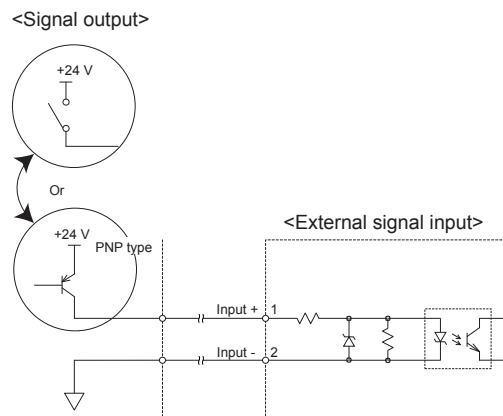 <Signal output>
+24 V
Or
+24 V
PNP type
<External signal input>
Input + 1
Input - 2